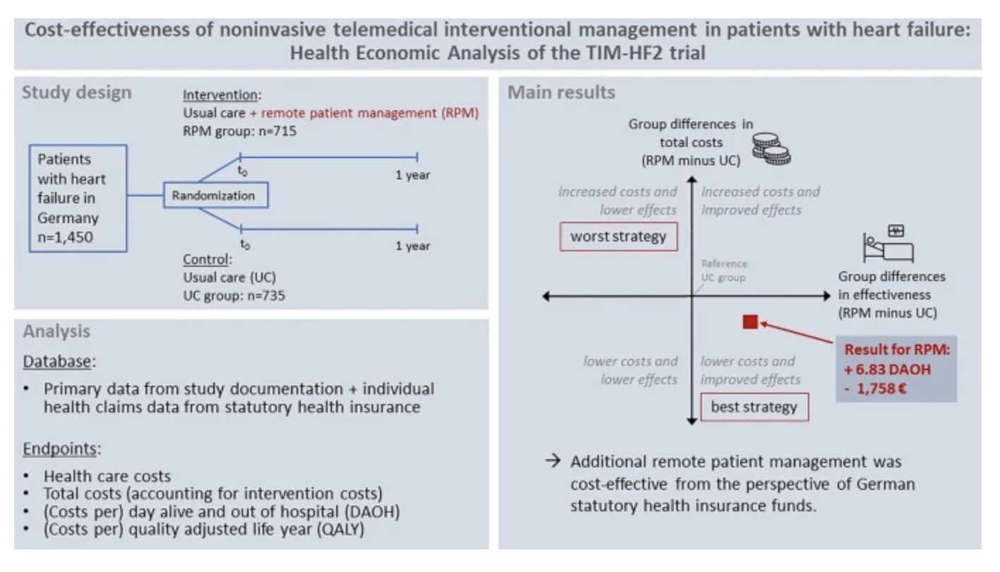 Cost-effectiveness of noninvasive telemedical interventional management in patients with heart failure:
Health Economic Analysis of the TIM-HF2 trial
Study design
Intervention:
Usual care + remote patient management (RPM)
RPM group: n=715
Patients
with heart
failure in
Germany
n=1,450
Randomization
t0
1 year
t0
1 year
Control:
Usual care (UC)
UC group: n=735
Analysis
Database:
• Primary data from study documentation + individual
health claims data from statutory health insurance
Endpoints:
• Health care costs
• Total costs (accounting for intervention costs)
• (Costs per) day alive and out of hospital (DAOH)
• (Costs per) quality adjusted life year (QALY)
Main results
Group differences in
total costs
(RPM minus UC)
increased costs and
lower effects
worst strategy
increased costs and
improved effects
Reference:
UC group
Group differences
in effectiveness
(RPM minus UC)
Result for RPM:
+ 6.83 DAOH
- 1,758 €
lower costs and
lower effects
lower costs and
improved effects
best strategy
→ Additional remote patient management was
cost-effective from the perspective of German
statutory health insurance funds.